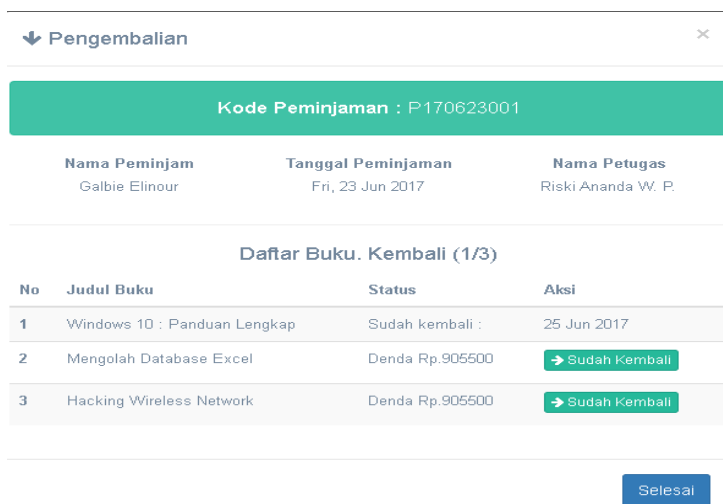 Pengembalian ×
Kode Peminjaman : P170623001
Nama Peminjam Tanggal Peminjaman Nama Petugas
Galbie Elinour Fri, 23 Jun 2017 Riski Ananda W. P.
Daftar Buku. Kembali (1/3)
No Judul Buku Status Aksi
1 Windows 10 : Panduan Lengkap Sudah kembali : 25 Jun 2017
2 Mengolah Database Excel Denda Rp.905500 Sudah Kembali
3 Hacking Wireless Network Denda Rp.905500 Sudah Kembali
Selesai